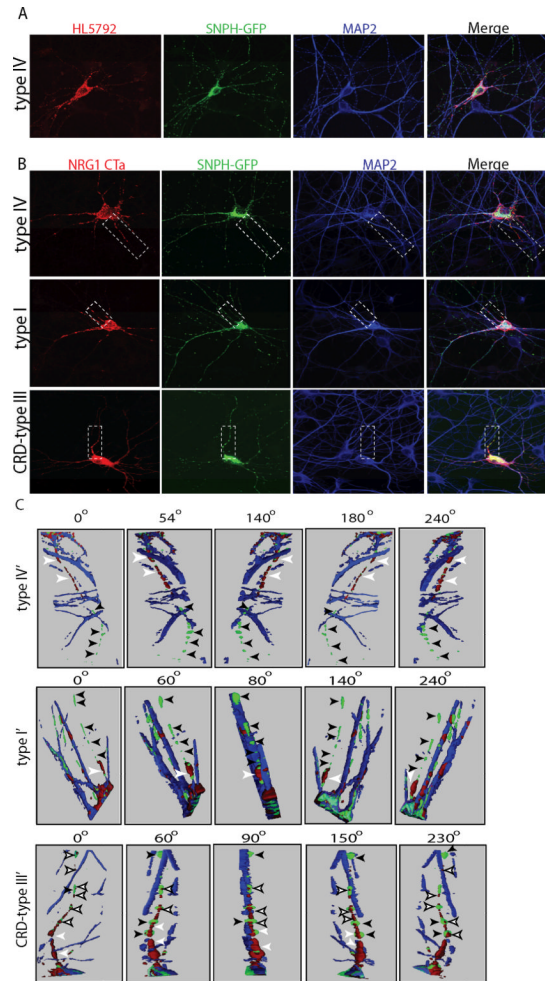 A
HL5792 SNPH-GFP MAP2 Merge
type IV
B
NRG1 CTa SNPH-GFP MAP2 Merge
type IV
type I
CRD-type III
C
0° 54° 140° 180° 240°
type IV'
0° 60° 80° 140° 240°
type I'
0° 60° 90° 150° 230°
CRD-type III'